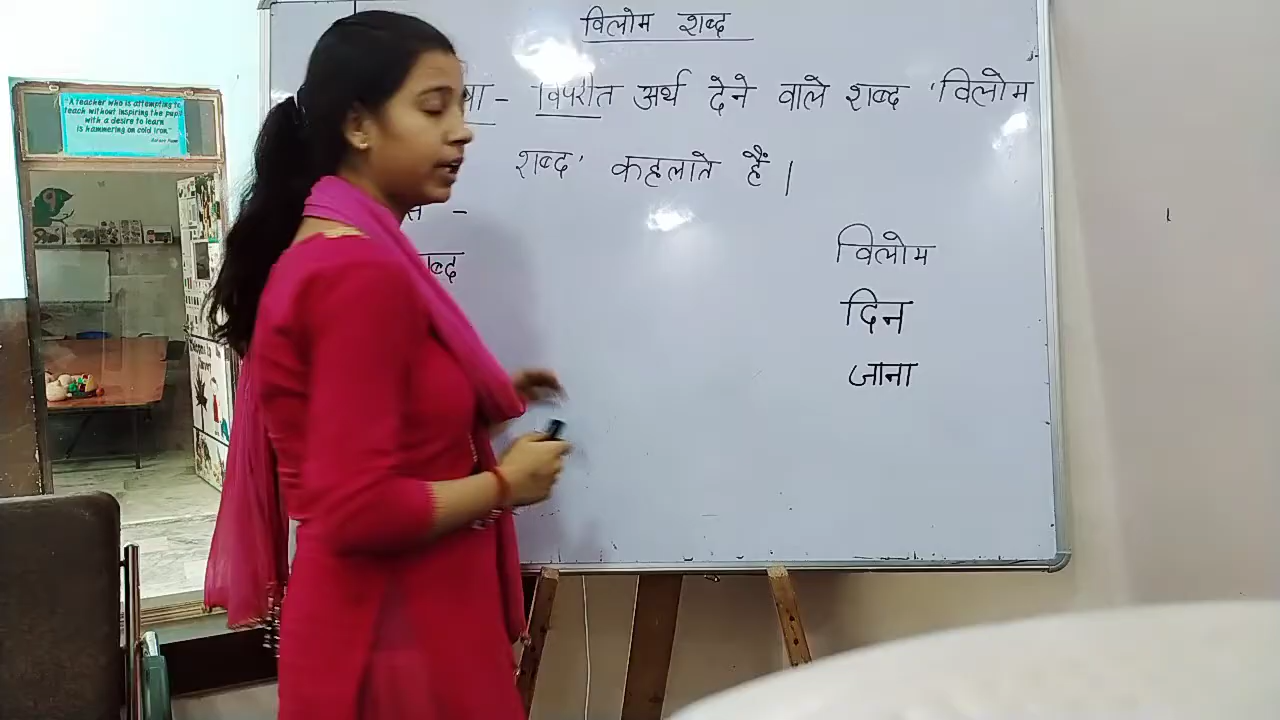 विलोम शब्द
षा - विपरीत अर्थ देने वाले शब्द 'विलोम
शब्द' कहलाते हैं।
विलोम
दिन
जाना
"A teacher who is attempting to
teach without inspiring the pupil
with a desire to learn
is hammering on cold iron."